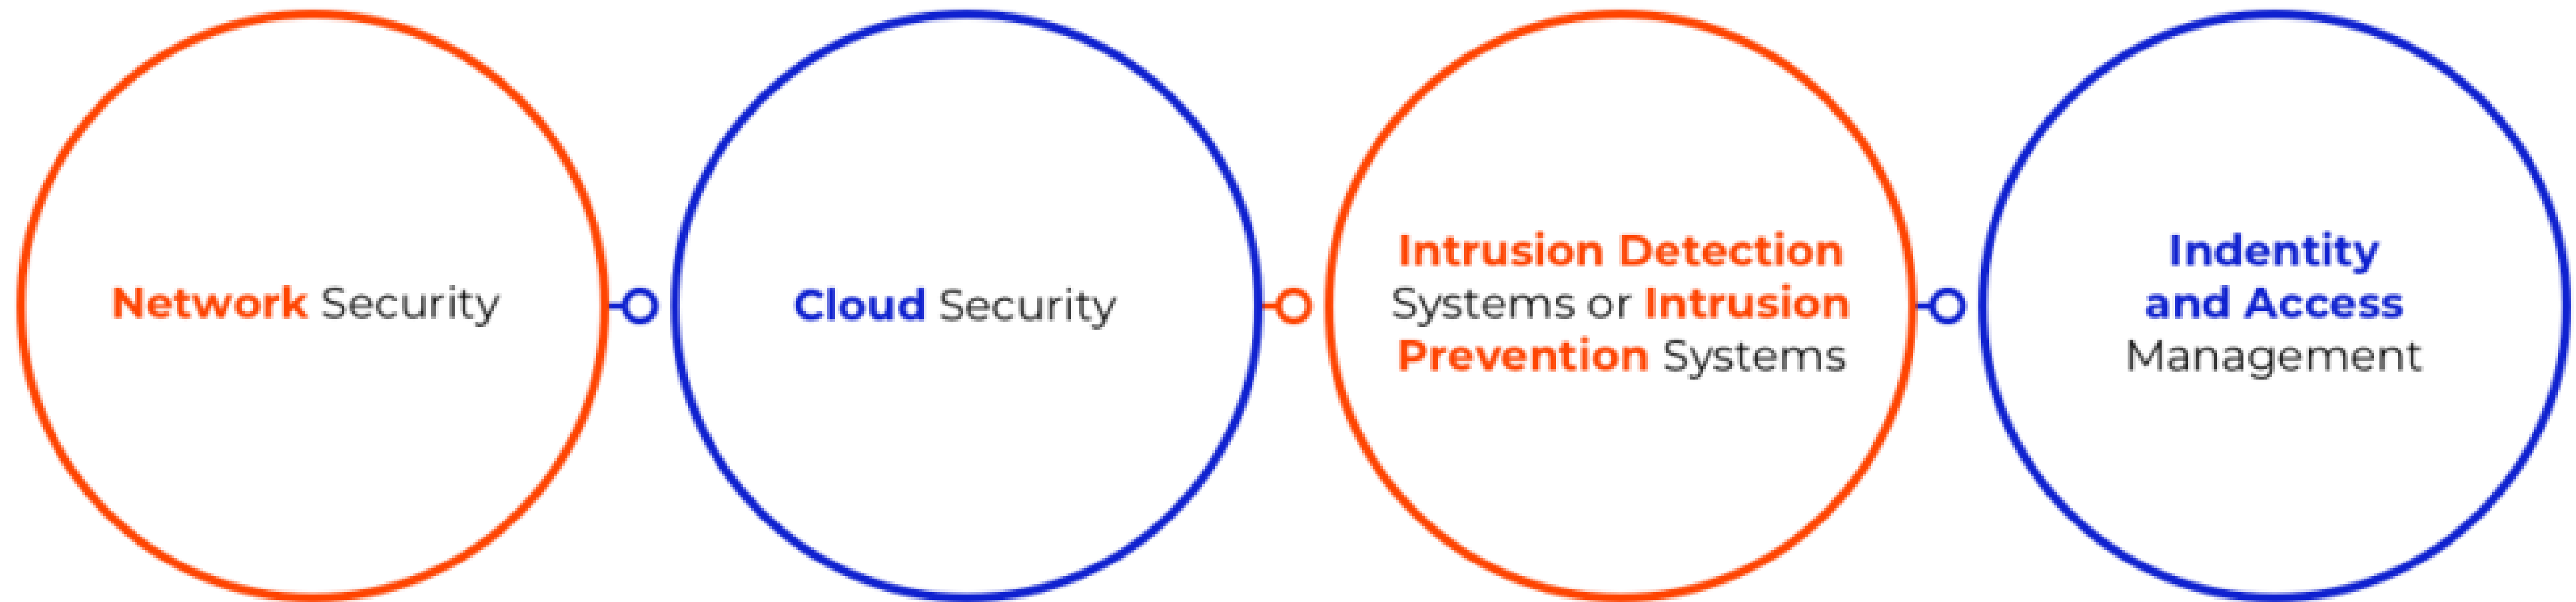 Network Security
Cloud Security
Intrusion Detection
Systems or Intrusion
Prevention Systems
Indentity
and Access
Management